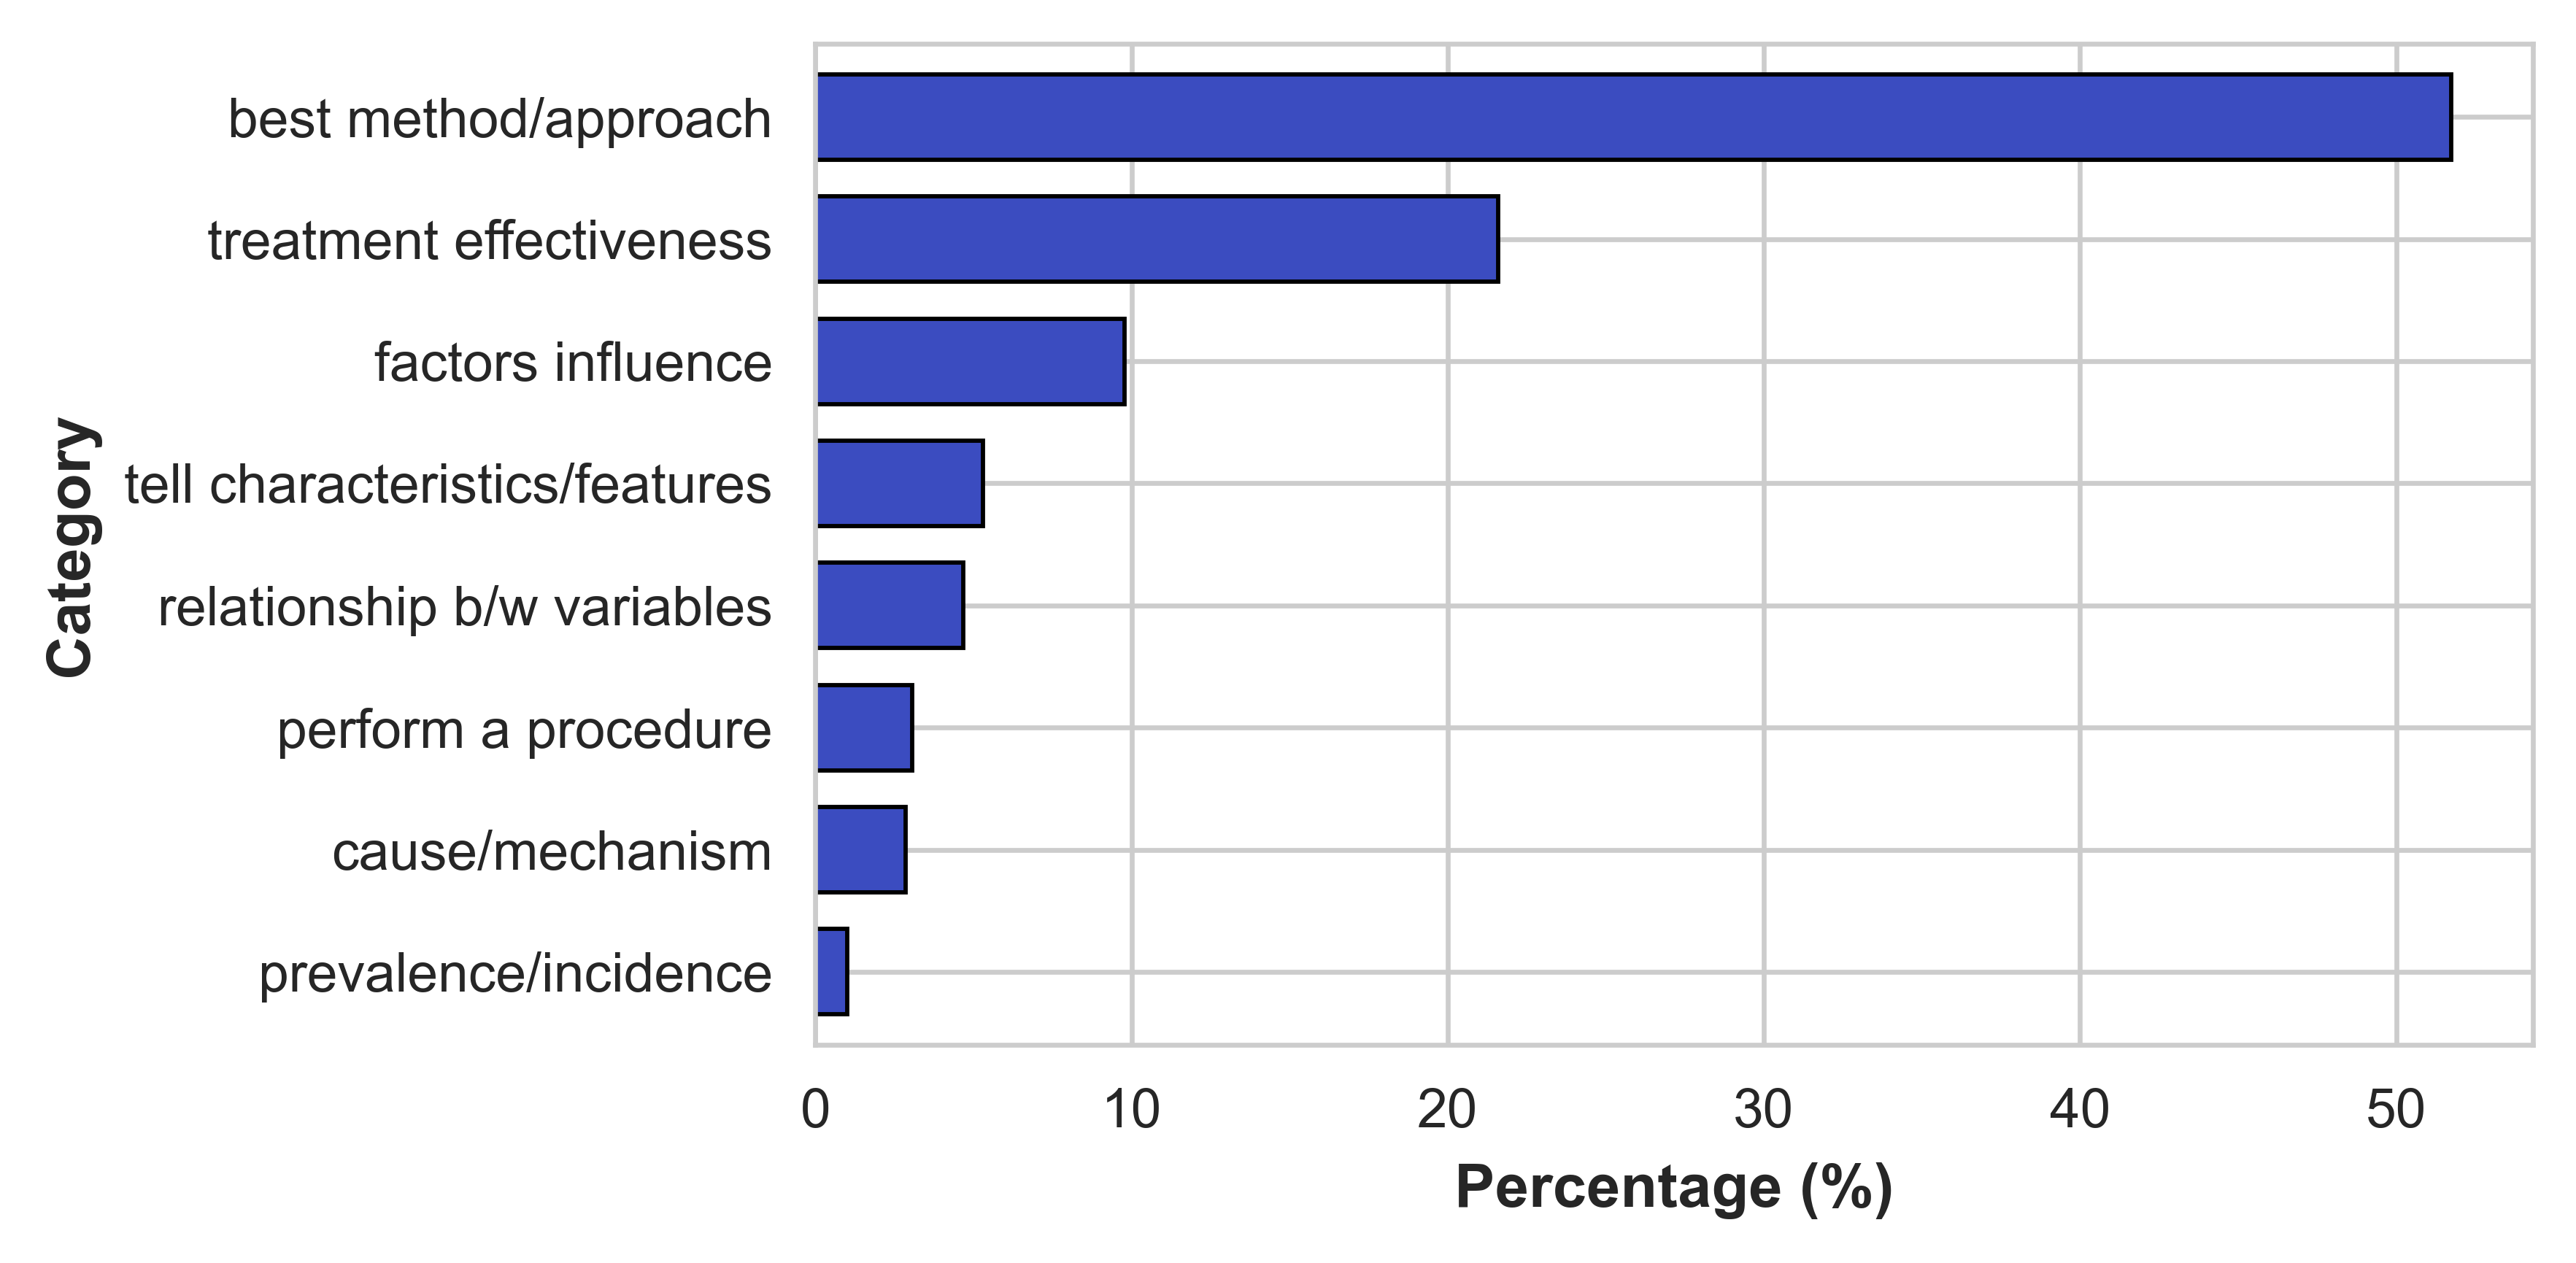 best method/approach
treatment effectiveness
factors influence
tell characteristics/features
relationship b/w variables
perform a procedure
cause/mechanism
prevalence/incidence
Category
0 10 20 30 40 50
Percentage (%)